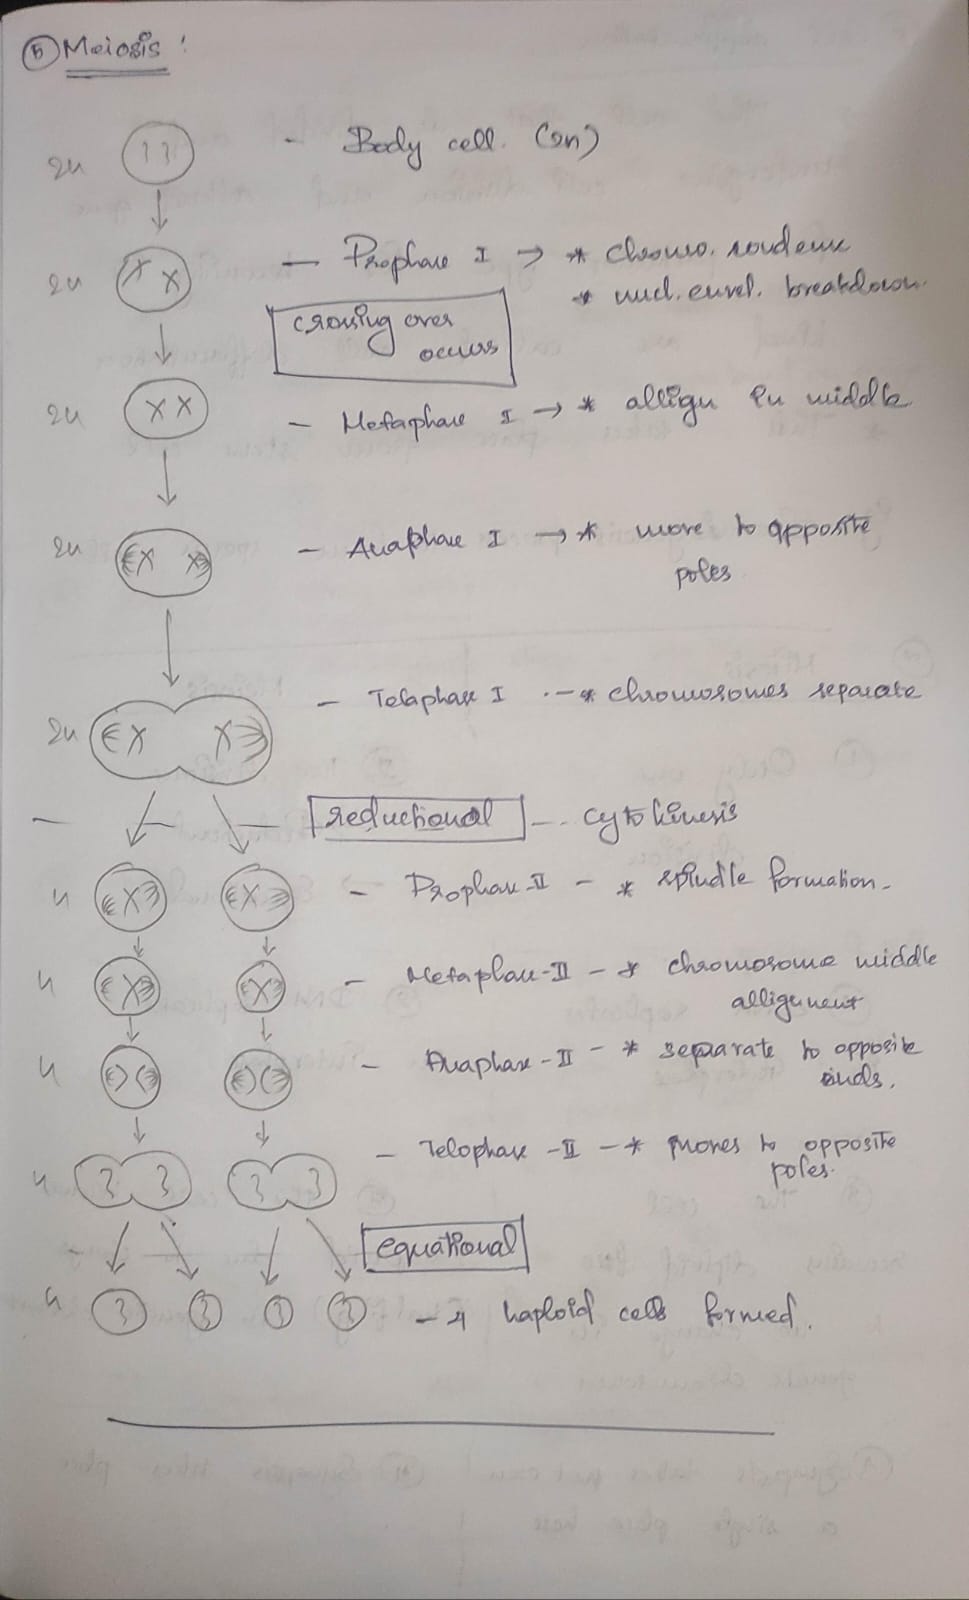 5 Meiosis :
2n - Body cell. (2n)
2n - Prophase I → * chromo. condense
* nucl. envel. breakdown.
crossing over
occurs
2n - Metaphase I → * allign in middle
2n - Anaphase I → * move to opposite
poles
2n - Telophase I - * chromosomes separate
reductional - cytokinesis
n - Prophase-II - * spindle formation.
n - Metaphase-II - * chromosome middle
allignment
n - Anaphase-II - * separate to opposite
ends.
n - Telophase-II - * moves to opposite
poles.
equational
n - 4 haploid cells formed.